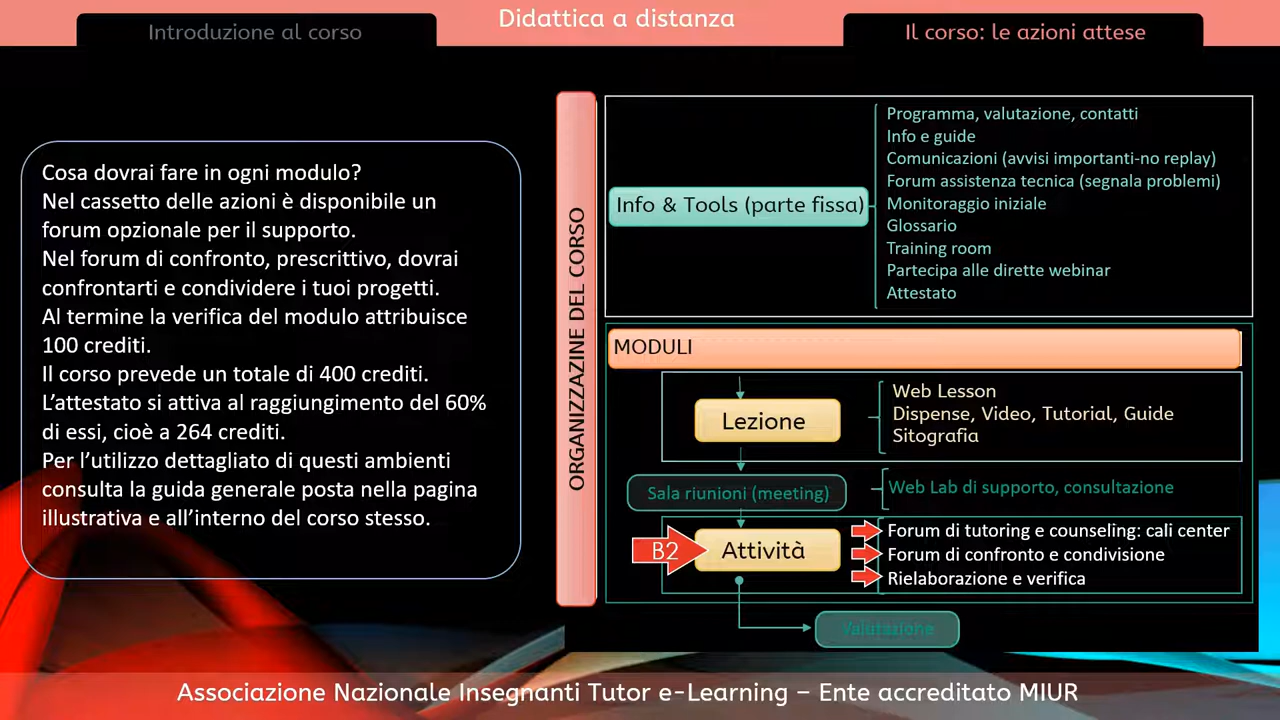 Didattica a distanza
Introduzione al corso
Il corso: le azioni attese
Cosa dovrai fare in ogni modulo?
Nel cassetto delle azioni è disponibile un
forum opzionale per il supporto.
Nel forum di confronto, prescrittivo, dovrai
confrontarti e condividere i tuoi progetti.
Al termine la verifica del modulo attribuisce
100 crediti.
Il corso prevede un totale di 400 crediti.
L’attestato si attiva al raggiungimento del 60%
di essi, cioè a 264 crediti.
Per l’utilizzo dettagliato di questi ambienti
consulta la guida generale posta nella pagina
illustrativa e all’interno del corso stesso.
ORGANIZZAZINE DEL CORSO
Info & Tools (parte fissa)
Programma, valutazione, contatti
Info e guide
Comunicazioni (avvisi importanti-no replay)
Forum assistenza tecnica (segnala problemi)
Monitoraggio iniziale
Glossario
Training room
Partecipa alle dirette webinar
Attestato
MODULI
Lezione
Web Lesson
Dispense, Video, Tutorial, Guide
Sitografia
Sala riunioni (meeting)
Web Lab di supporto, consultazione
B2
Attività
Forum di tutoring e counseling: cali center
Forum di confronto e condivisione
Rielaborazione e verifica
Valutazione
Associazione Nazionale Insegnanti Tutor e-Learning – Ente accreditato MIUR